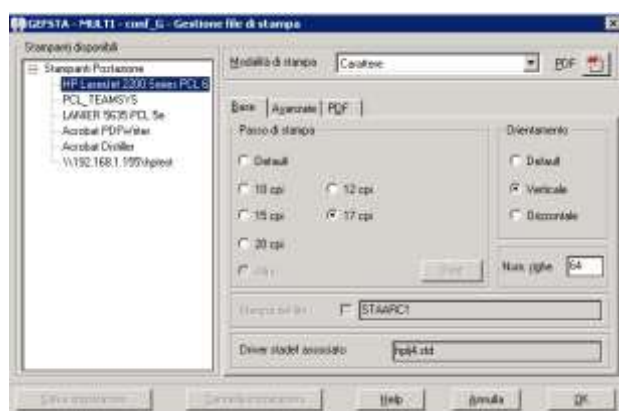 GEFSTA - MULTI - conf_G - Gestione file di stampa
Stampanti disponibili
Stampanti Postazione
HP LaserJet 2200 Series PCL 6
PCL_TEAMSYS
LANIER 5635 PCL 5e
Acrobat PDFWriter
Acrobat Distiller
\\192.168.1.195\hprest
Modalità di stampa
Carattere
PDF
Base
Avanzate
PDF
Passo di stampa
Default
10 cpi
12 cpi
15 cpi
17 cpi
20 cpi
Orientamento
Default
Verticale
Orizzontale
Num. righe
64
STAARC1
Driver stadef associato
hplj4.std
Help
Annulla
OK